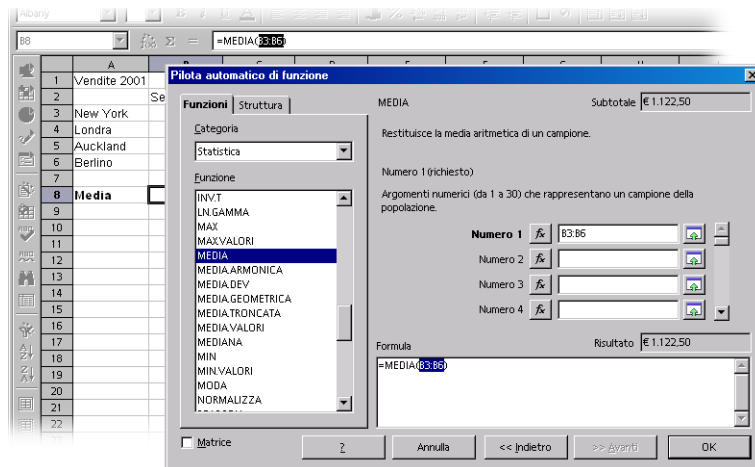 Albany
B8 =MEDIA(B3:B6)
A
1 Vendite 2001
2 Se
3 New York
4 Londra
5 Auckland
6 Berlino
7
8 Media
9
10
11
12
13
14
15
16
17
18
19
20
21
22
Pilota automatico di funzione
Funzioni Struttura
Categoria
Statistica
Funzione
INV.T
LN.GAMMA
MAX
MAX.VALORI
MEDIA
MEDIA.ARMONICA
MEDIA.DEV
MEDIA.GEOMETRICA
MEDIA.TRONCATA
MEDIA.VALORI
MEDIANA
MIN
MIN.VALORI
MODA
NORMALIZZA
MEDIA Subtotale € 1.122,50
Restituisce la media aritmetica di un campione.
Numero 1 (richiesto)
Argomenti numerici (da 1 a 30) che rappresentano un campione della
popolazione.
Numero 1 fx B3:B6
Numero 2 fx
Numero 3 fx
Numero 4 fx
Formula Risultato € 1.122,50
=MEDIA(B3:B6)
Matrice ? Annulla << Indietro >> Avanti OK